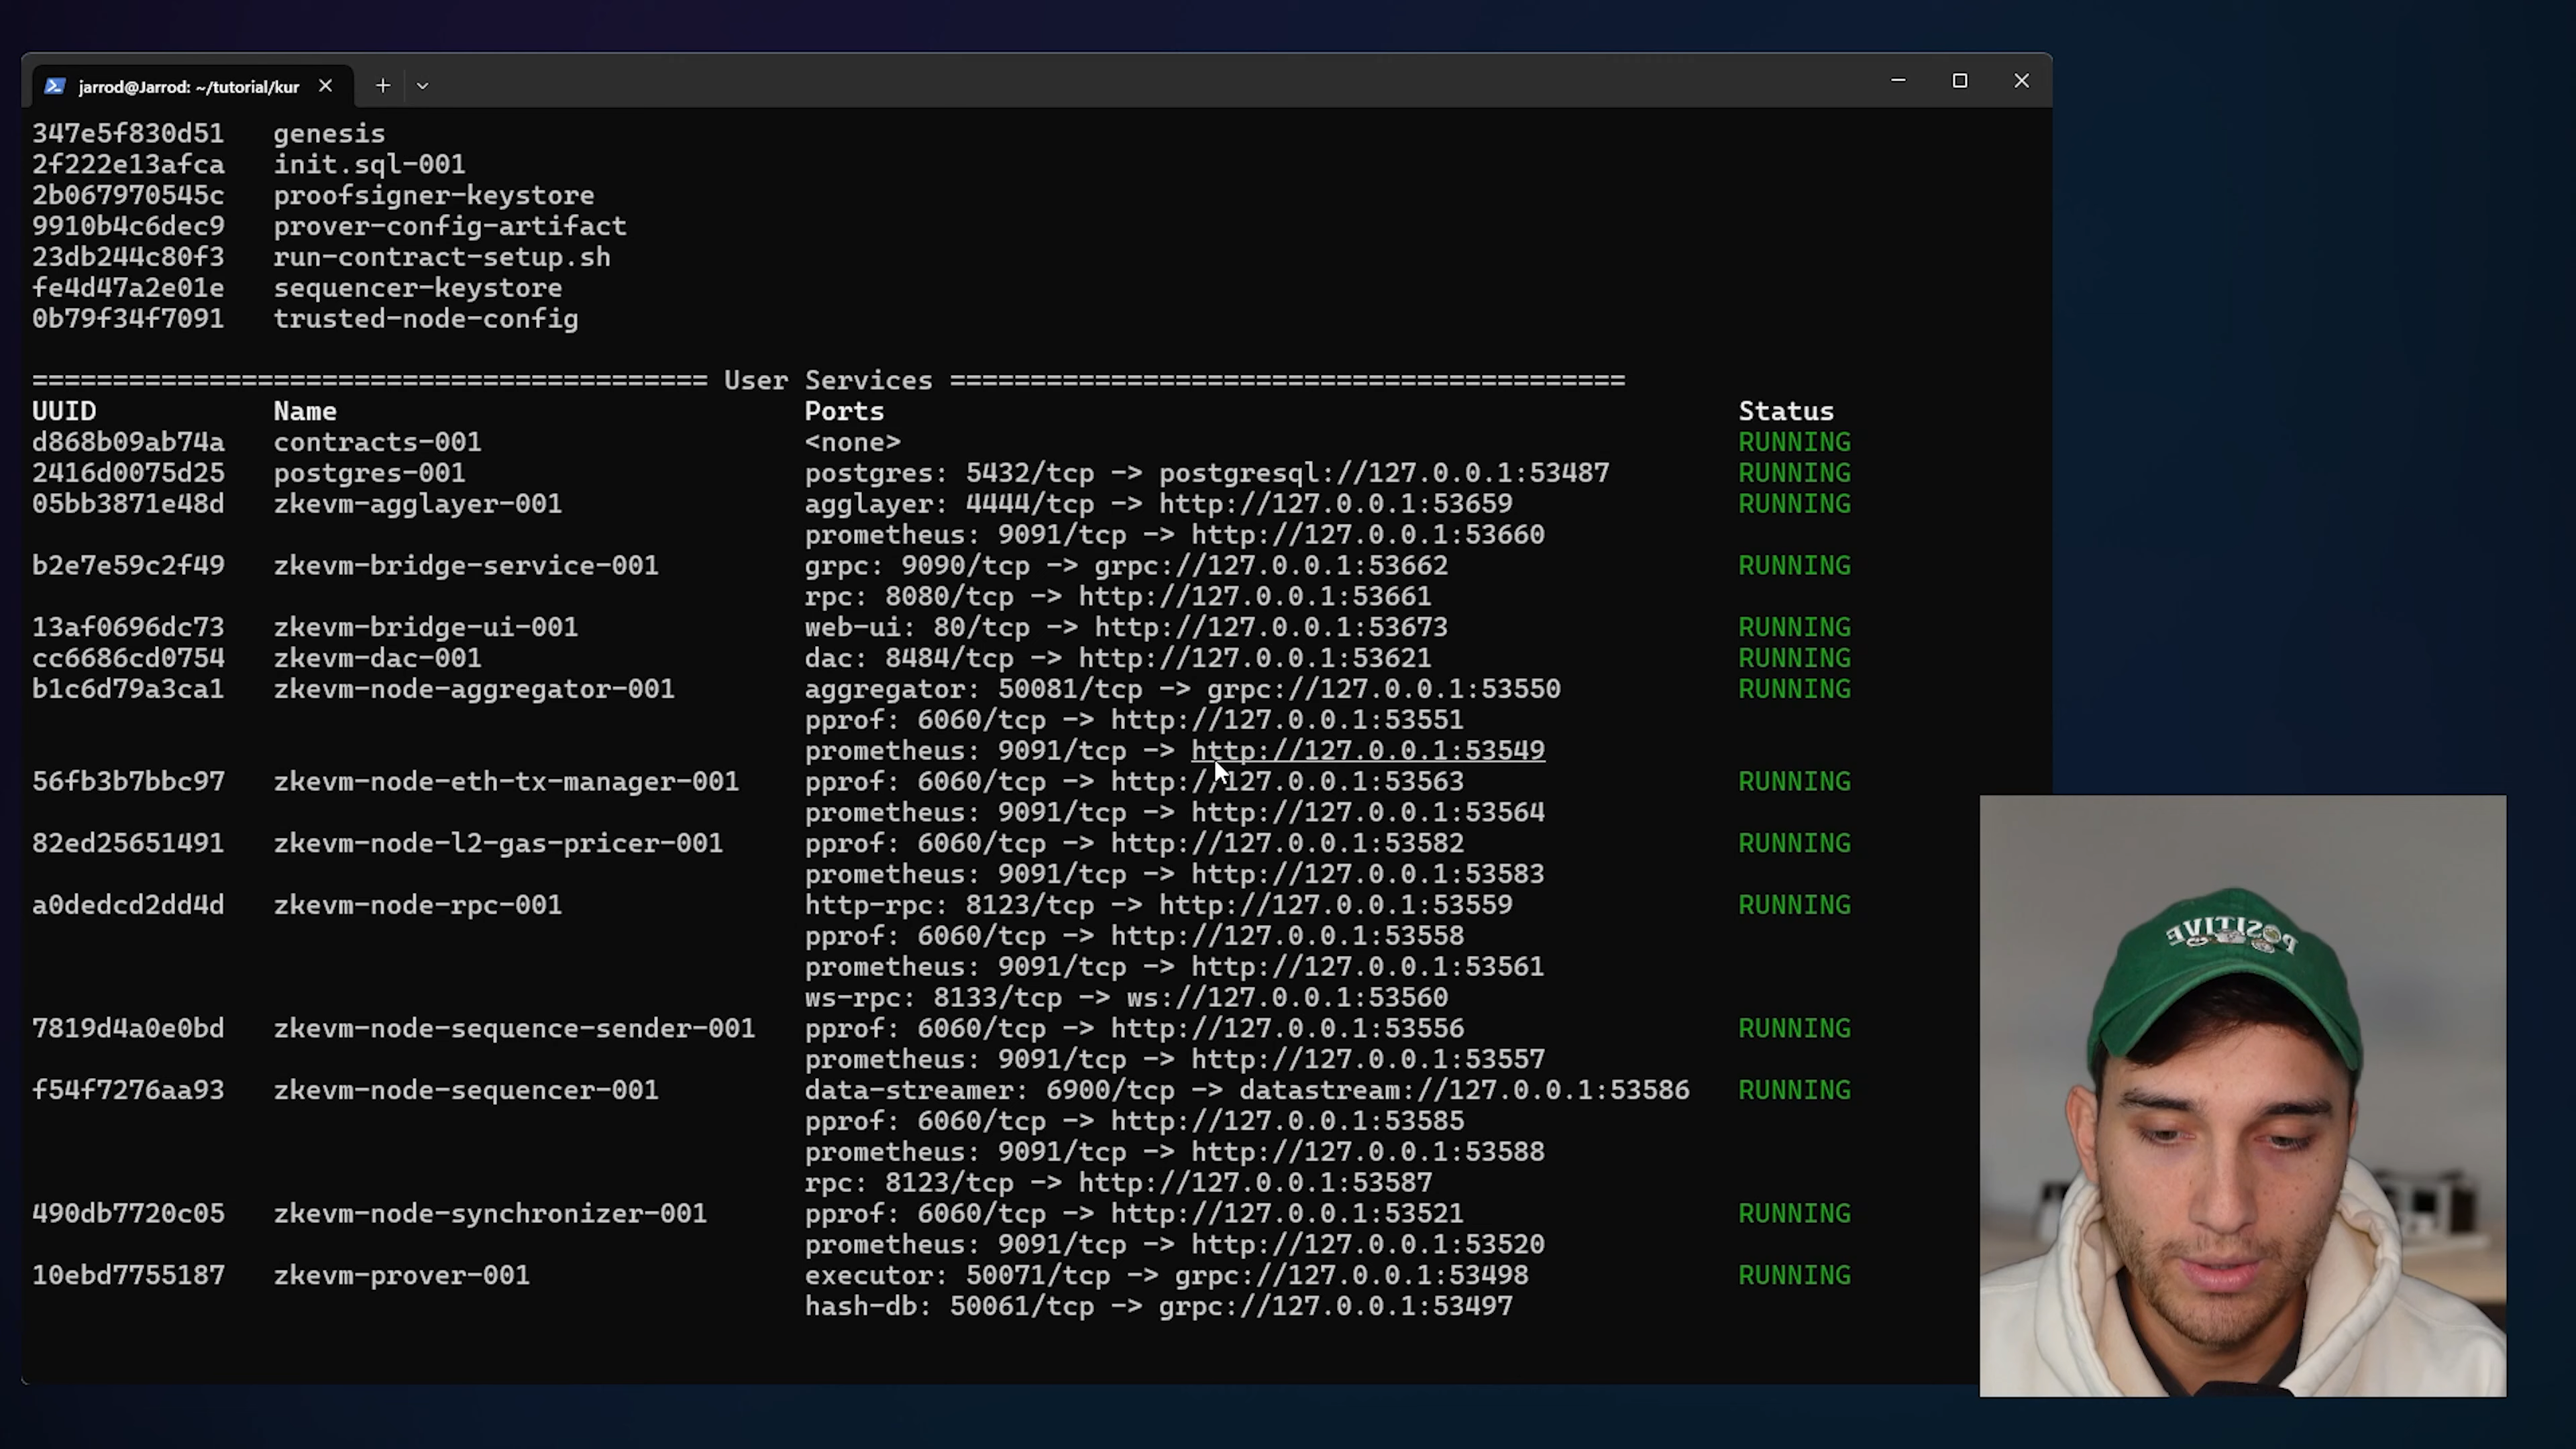 jarrod@Jarrod: ~/tutorial/kur
347e5f830d51 genesis
2f222e13afca init.sql-001
2b067970545c proofsigner-keystore
9910b4c6dec9 prover-config-artifact
23db244c80f3 run-contract-setup.sh
fe4d47a2e01e sequencer-keystore
0b79f34f7091 trusted-node-config
========================================== User Services ==========================================
UUID Name Ports Status
d868b09ab74a contracts-001 <none> RUNNING
2416d0075d25 postgres-001 postgres: 5432/tcp -> postgresql://127.0.0.1:53487 RUNNING
05bb3871e48d zkevm-agglayer-001 agglayer: 4444/tcp -> http://127.0.0.1:53659 RUNNING
prometheus: 9091/tcp -> http://127.0.0.1:53660
b2e7e59c2f49 zkevm-bridge-service-001 grpc: 9090/tcp -> grpc://127.0.0.1:53662 RUNNING
rpc: 8080/tcp -> http://127.0.0.1:53661
13af0696dc73 zkevm-bridge-ui-001 web-ui: 80/tcp -> http://127.0.0.1:53673 RUNNING
cc6686cd0754 zkevm-dac-001 dac: 8484/tcp -> http://127.0.0.1:53621 RUNNING
b1c6d79a3ca1 zkevm-node-aggregator-001 aggregator: 50081/tcp -> grpc://127.0.0.1:53550 RUNNING
pprof: 6060/tcp -> http://127.0.0.1:53551
prometheus: 9091/tcp -> http://127.0.0.1:53549
56fb3b7bbc97 zkevm-node-eth-tx-manager-001 pprof: 6060/tcp -> http://127.0.0.1:53563 RUNNING
prometheus: 9091/tcp -> http://127.0.0.1:53564
82ed25651491 zkevm-node-l2-gas-pricer-001 pprof: 6060/tcp -> http://127.0.0.1:53582 RUNNING
prometheus: 9091/tcp -> http://127.0.0.1:53583
a0dedcd2dd4d zkevm-node-rpc-001 http-rpc: 8123/tcp -> http://127.0.0.1:53559 RUNNING
pprof: 6060/tcp -> http://127.0.0.1:53558
prometheus: 9091/tcp -> http://127.0.0.1:53561
ws-rpc: 8133/tcp -> ws://127.0.0.1:53560
7819d4a0e0bd zkevm-node-sequence-sender-001 pprof: 6060/tcp -> http://127.0.0.1:53556 RUNNING
prometheus: 9091/tcp -> http://127.0.0.1:53557
f54f7276aa93 zkevm-node-sequencer-001 data-streamer: 6900/tcp -> datastream://127.0.0.1:53586 RUNNING
pprof: 6060/tcp -> http://127.0.0.1:53585
prometheus: 9091/tcp -> http://127.0.0.1:53588
rpc: 8123/tcp -> http://127.0.0.1:53587
490db7720c05 zkevm-node-synchronizer-001 pprof: 6060/tcp -> http://127.0.0.1:53521 RUNNING
prometheus: 9091/tcp -> http://127.0.0.1:53520
10ebd7755187 zkevm-prover-001 executor: 50071/tcp -> grpc://127.0.0.1:53498 RUNNING
hash-db: 50061/tcp -> grpc://127.0.0.1:53497
POSITIVE